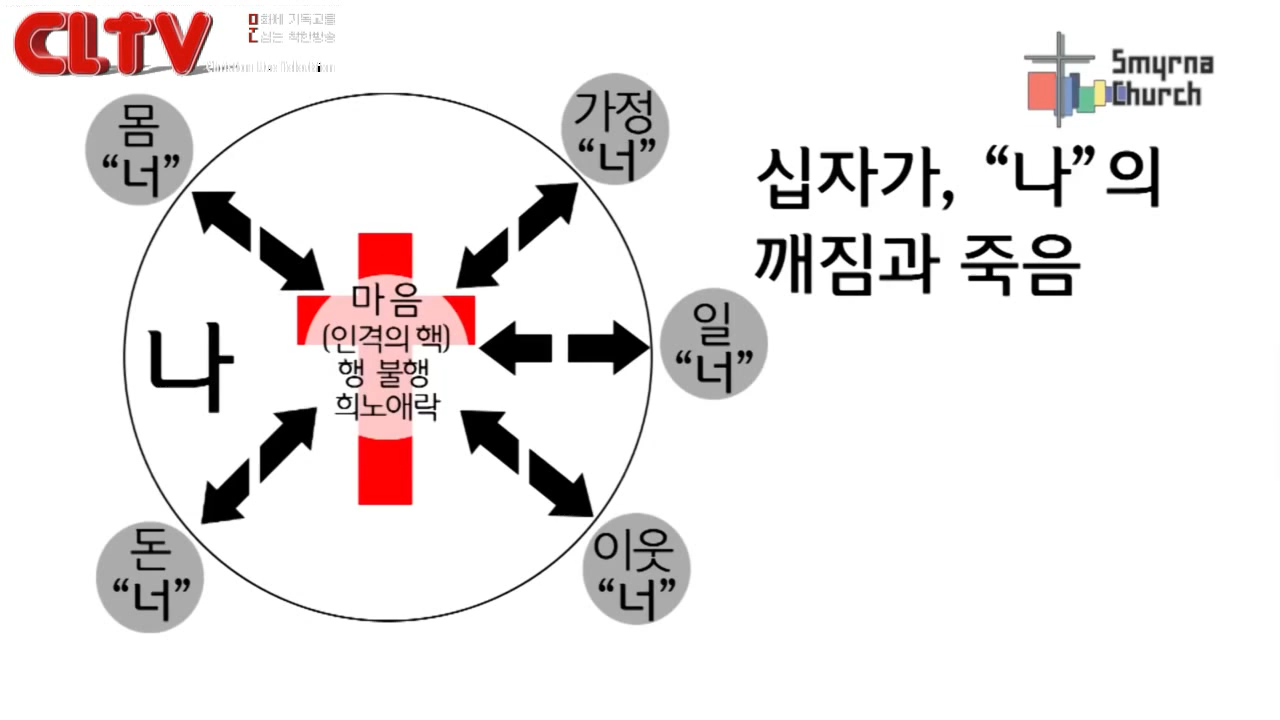 CLTV
Smyrna
Church
십자가, “나”의
깨짐과 죽음
몸
“너”
가정
“너”
마음
(인격의 핵)
행 불행
희노애락
나
일
“너”
돈
“너”
이웃
“너”